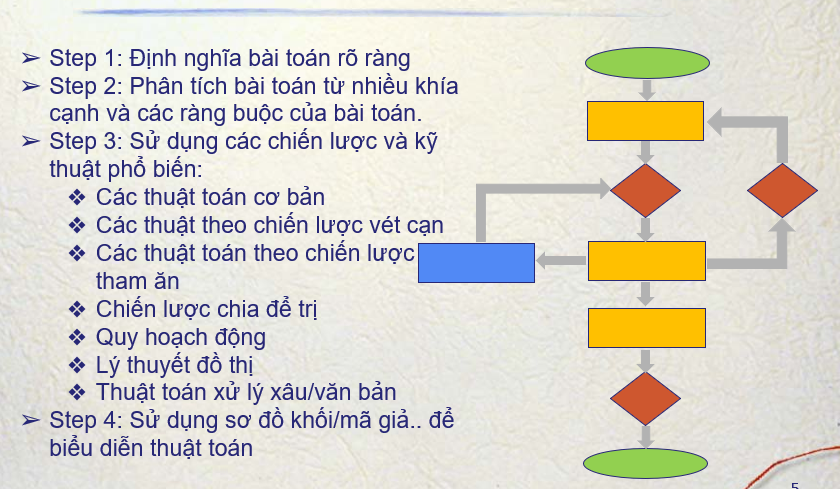 ➢ Step 1: Định nghĩa bài toán rõ ràng
➢ Step 2: Phân tích bài toán từ nhiều khía
cạnh và các ràng buộc của bài toán.
➢ Step 3: Sử dụng các chiến lược và kỹ
thuật phổ biến:
❖ Các thuật toán cơ bản
❖ Các thuật theo chiến lược vét cạn
❖ Các thuật toán theo chiến lược
tham ăn
❖ Chiến lược chia để trị
❖ Quy hoạch động
❖ Lý thuyết đồ thị
❖ Thuật toán xử lý xâu/văn bản
➢ Step 4: Sử dụng sơ đồ khối/mã giả.. để
biểu diễn thuật toán
5